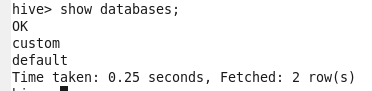 hive> show databases;
OK
custom
default
Time taken: 0.25 seconds, Fetched: 2 row(s)